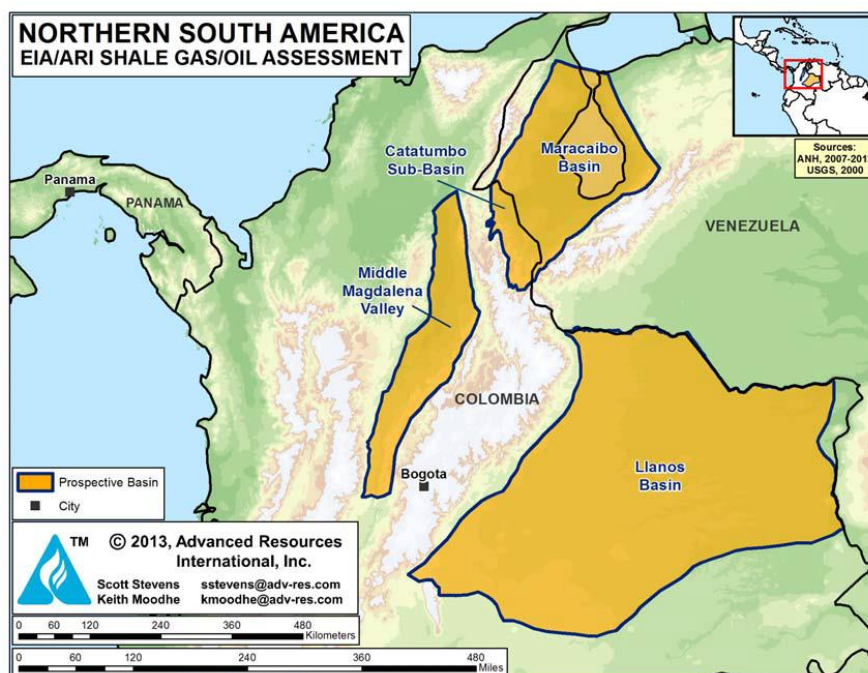 NORTHERN SOUTH AMERICA
EIA/ARI SHALE GAS/OIL ASSESSMENT
Sources:
ANH, 2007-201
USGS, 2000
Catatumbo
Sub-Basin
Maracaibo
Basin
Panama
PANAMA
VENEZUELA
Middle
Magdalena
Valley
COLOMBIA
Bogota
Llanos
Basin
Prospective Basin
City
TM
© 2013, Advanced Resources
International, Inc.
Scott Stevens sstevens@adv-res.com
Keith Moodhe kmoodhe@adv-res.com
0 60 120 240 360 480
Kilometers
0 60 120 240 360 480
Miles